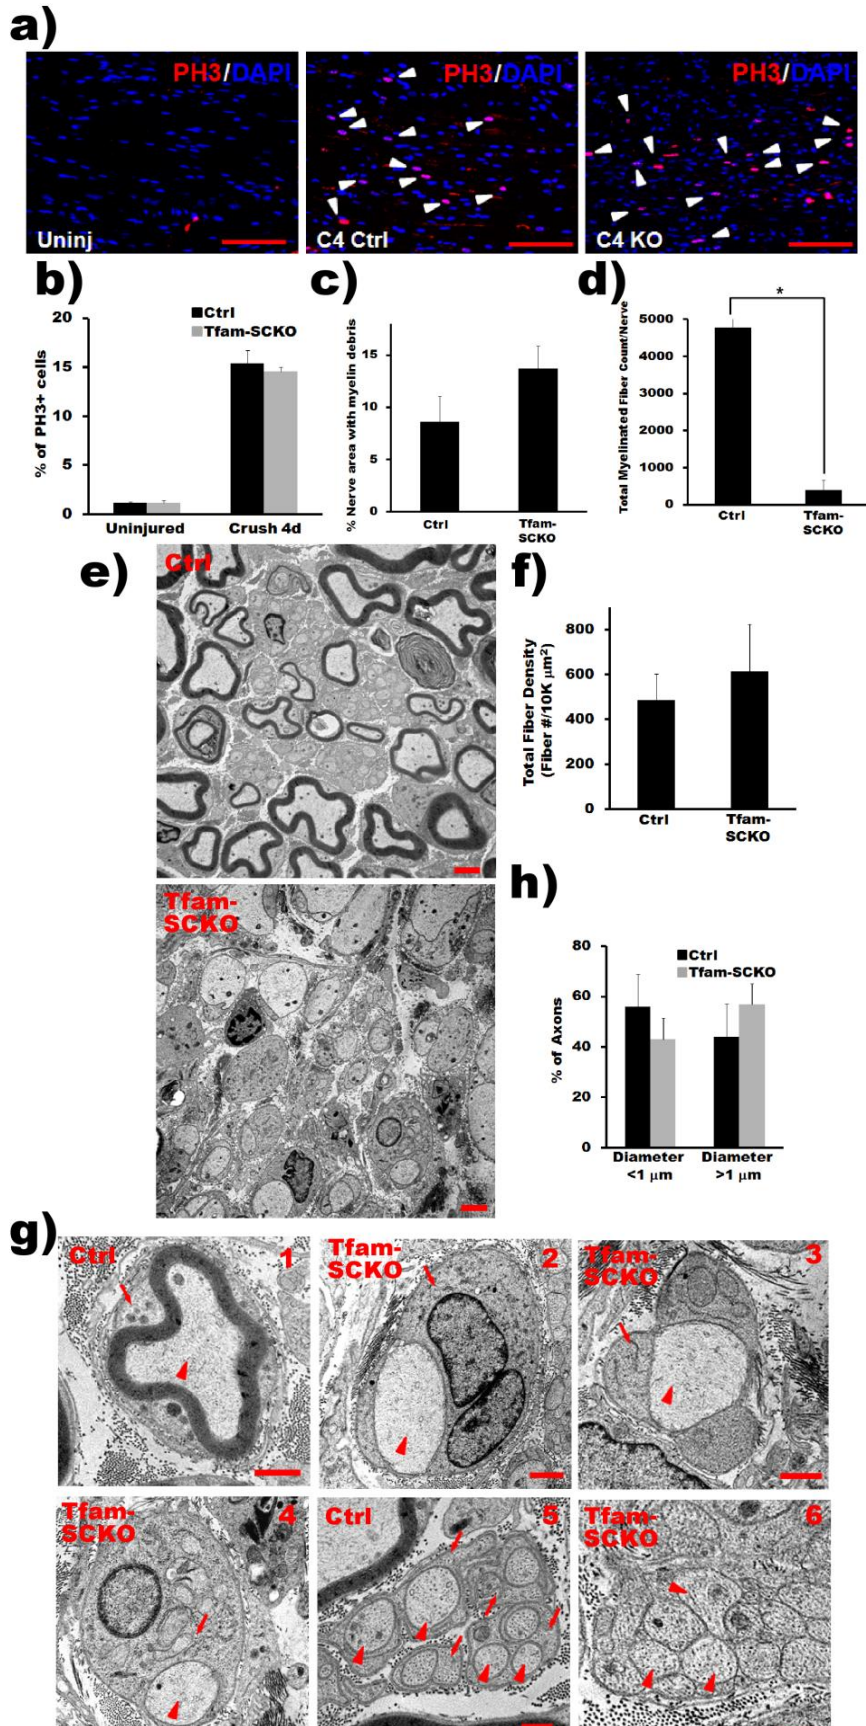 a)
PH3/DAPI
PH3/DAPI
PH3/DAPI
Uninj
C4 Ctrl
C4 KO
b)
Ctrl
Tfam-SCKO
% of PH3+ cells
20
15
10
5
0
Uninjured
Crush 4d
c)
% Nerve area with myelin debris
15
10
5
0
Ctrl
Tfam-
SCKO
d)
*
Total Myelinated Fiber Count/Nerve
5000
4000
3000
2000
1000
0
Ctrl
Tfam-
SCKO
e)
Ctrl
Tfam-
SCKO
f)
Total Fiber Density
(Fiber #/10K µm²)
800
600
400
200
0
Ctrl
Tfam-
SCKO
h)
Ctrl
Tfam-SCKO
% of Axons
80
60
40
20
0
Diameter
<1 µm
Diameter
>1 µm
g)
Ctrl
1
Tfam-
SCKO
2
Tfam-
SCKO
3
Tfam-
SCKO
4
Ctrl
5
Tfam-
SCKO
6